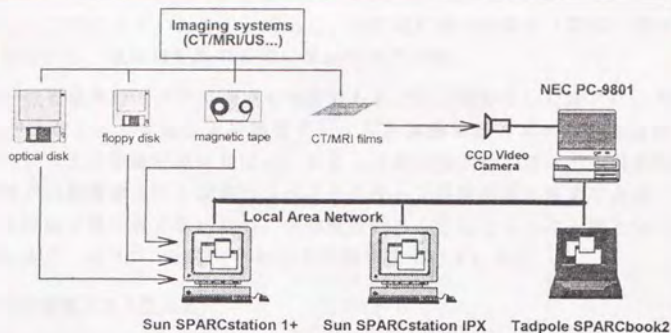 Imaging systems
(CT/MRI/US...)
NEC PC-9801
optical disk
floppy disk
magnetic tape
CT/MRI films
CCD Video
Camera
Local Area Network
Sun SPARCstation 1+
Sun SPARCstation IPX
Tadpole SPARCbook2